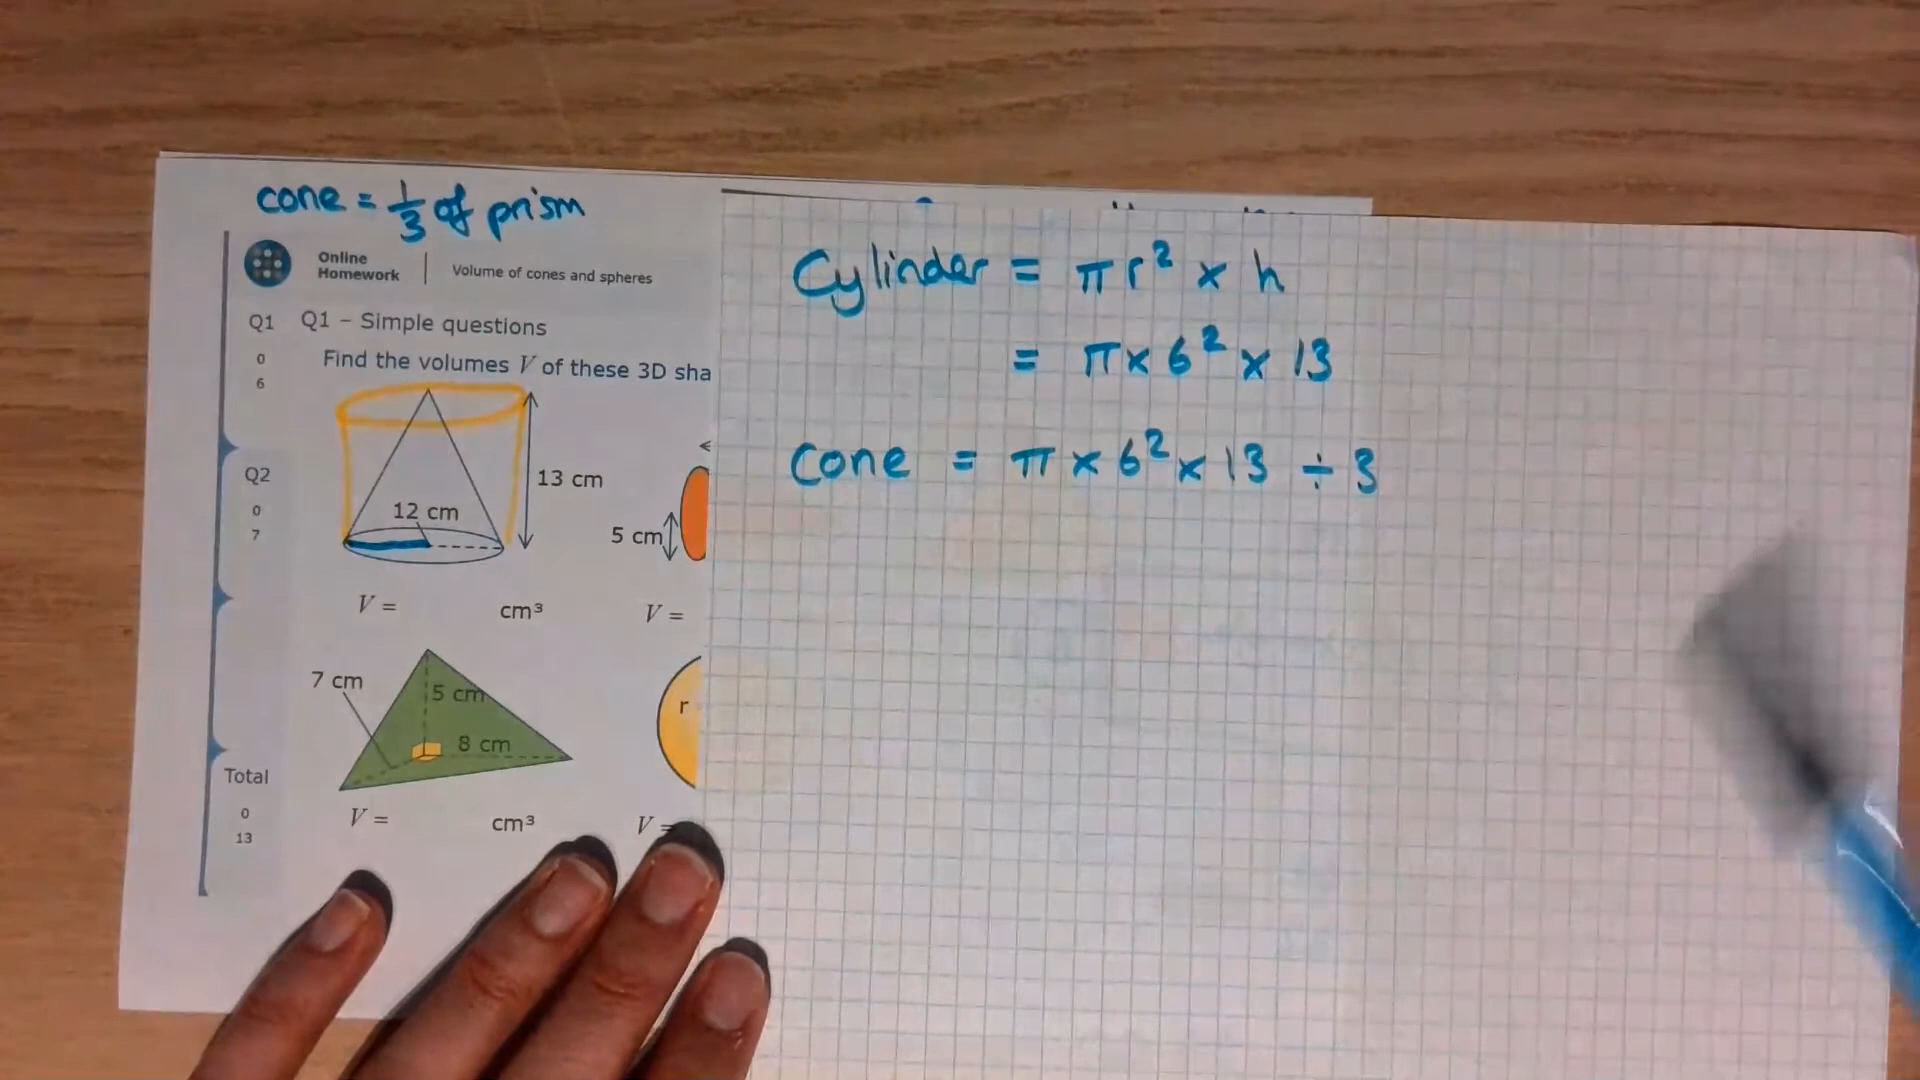 cone = 1/3 of prism
Online Homework
Volume of cones and spheres
Q1
0
6
Q1 – Simple questions
Find the volumes V of these 3D sha
13 cm
12 cm
5 cm
V = cm³
V =
Q2
0
7
7 cm
5 cm
8 cm
r
V = cm³
V =
Total
0
13
Cylinder = π r² × h
= π × 6² × 13
Cone = π × 6² × 13 ÷ 3